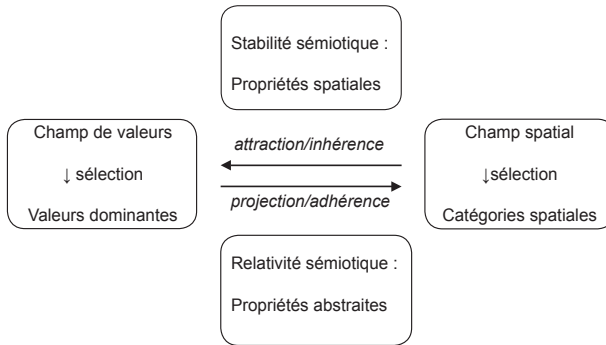 Stabilité sémiotique :
Propriétés spatiales
Champ de valeurs
↓ sélection
Valeurs dominantes
attraction/inhérence
projection/adhérence
Champ spatial
↓sélection
Catégories spatiales
Relativité sémiotique :
Propriétés abstraites